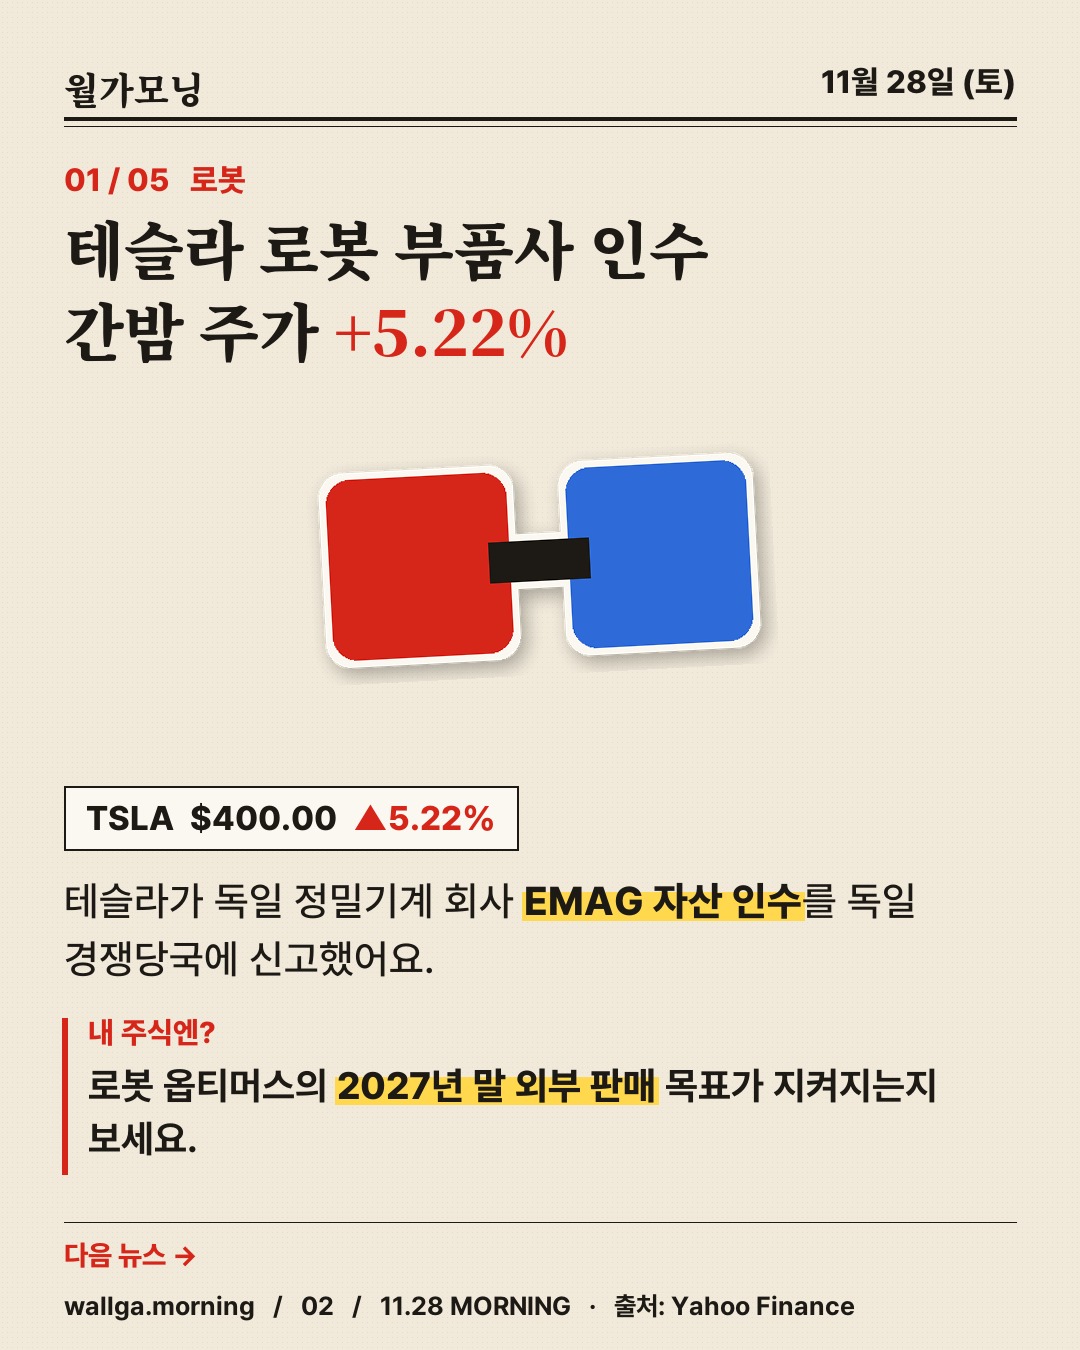 월가모닝
11월 28일 (토)
01 / 05 로봇
테슬라 로봇 부품사 인수
간밤 주가 +5.22%
TSLA $400.00 ▲5.22%
테슬라가 독일 정밀기계 회사 EMAG 자산 인수를 독일
경쟁당국에 신고했어요.
내 주식엔?
로봇 옵티머스의 2027년 말 외부 판매 목표가 지켜지는지
보세요.
다음 뉴스 →
wallga.morning / 02 / 11.28 MORNING · 출처: Yahoo Finance